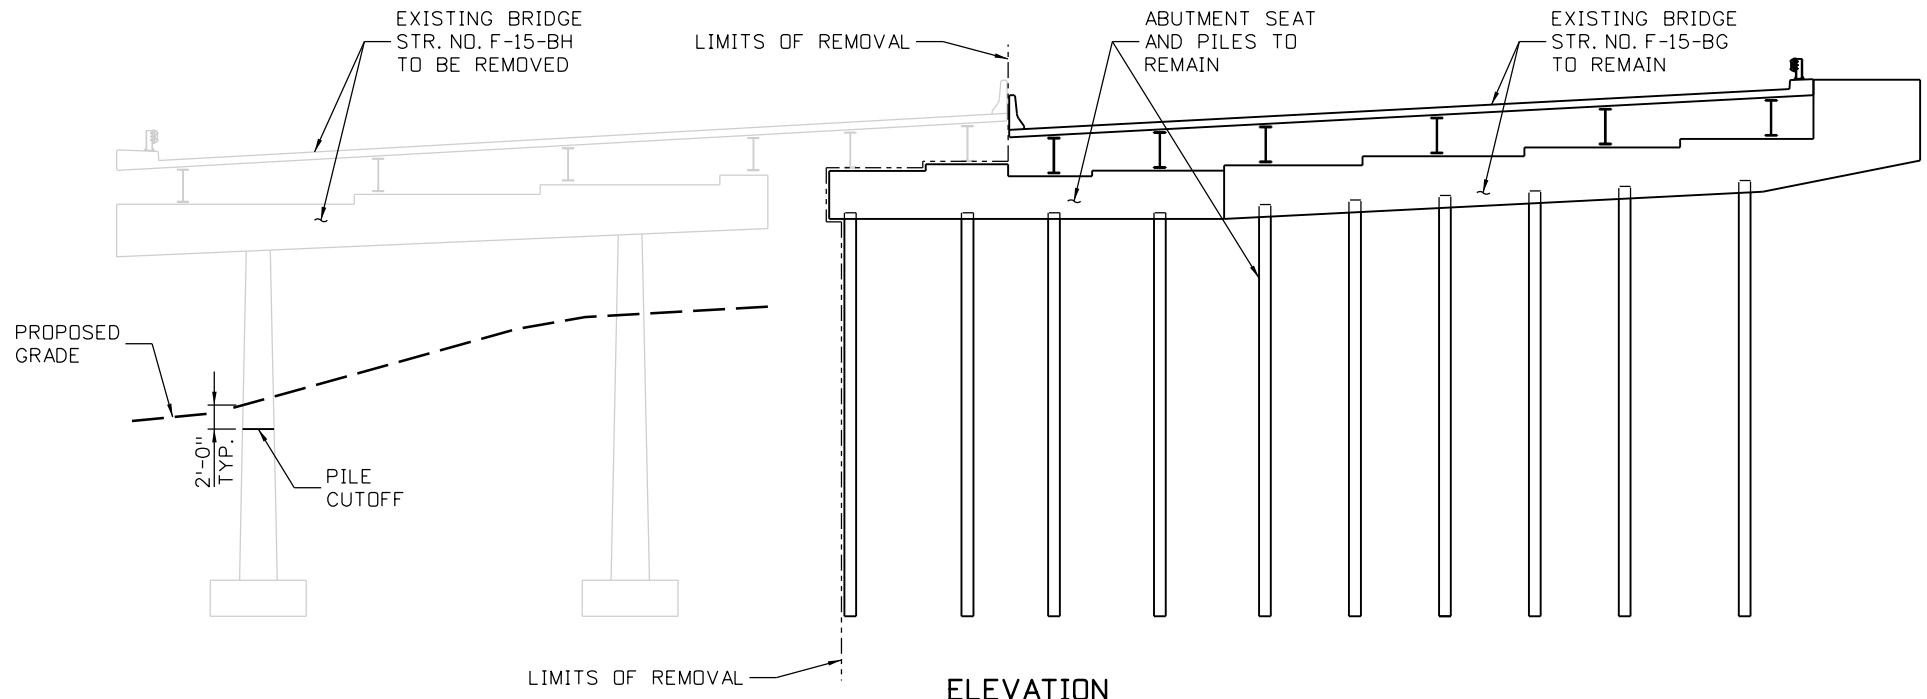 EXISTING BRIDGE
STR. NO. F-15-BH
TO BE REMOVED
LIMITS OF REMOVAL
ABUTMENT SEAT
AND PILES TO
REMAIN
EXISTING BRIDGE
STR. NO. F-15-BG
TO REMAIN
PROPOSED
GRADE
2'-0"
TYP.
PILE
CUTOFF
LIMITS OF REMOVAL
ELEVATION